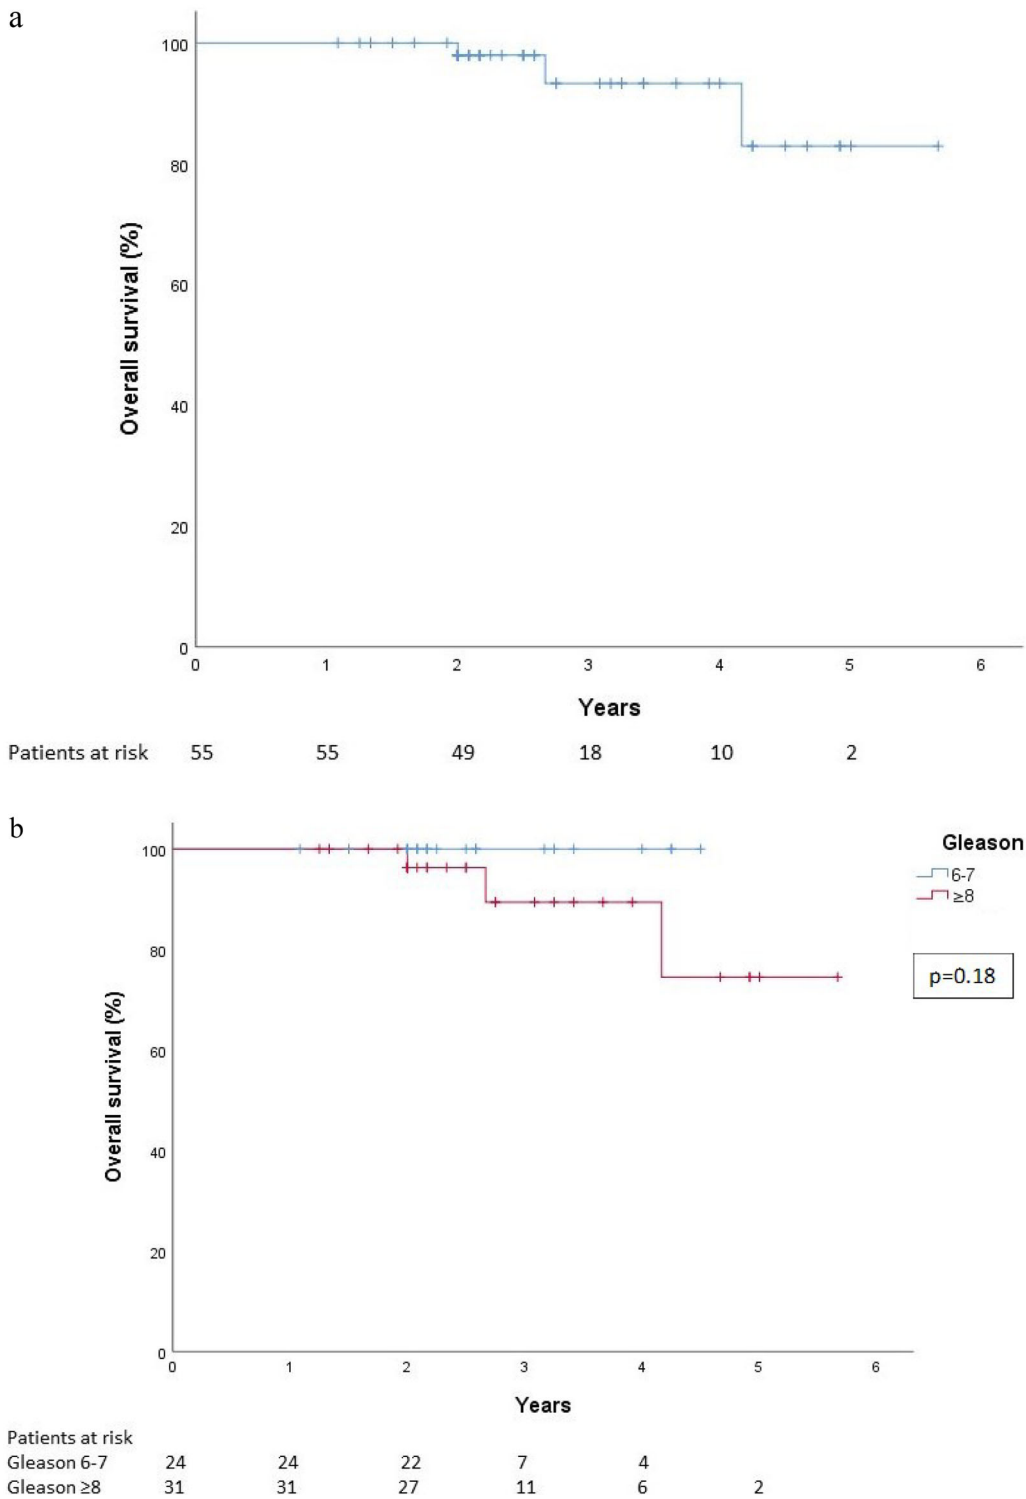 a
100
80
60
40
20
0
Overall survival (%)
0 1 2 3 4 5 6
Years
Patients at risk 55 55 49 18 10 2
b
100
80
60
40
20
0
Overall survival (%)
0 1 2 3 4 5 6
Years
Gleason
6-7
≥8
p=0.18
Patients at risk
Gleason 6-7 24 24 22 7 4
Gleason ≥8 31 31 27 11 6 2